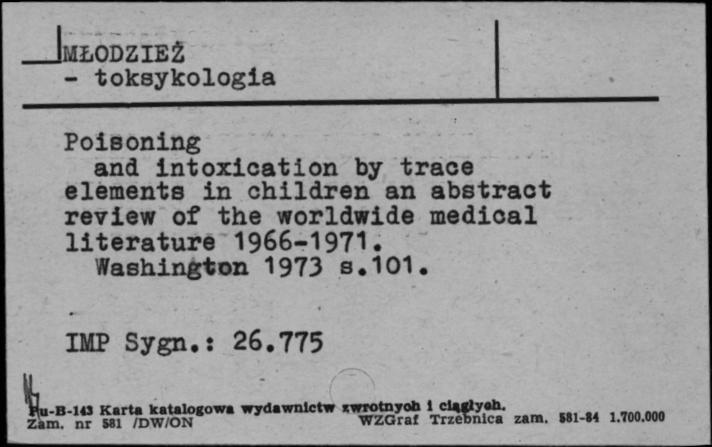 MŁODZIEŻ
- toksykologia
Poisoning
and intoxication by trace
elements in children an abstract
review of the worldwide medical
literature 1966-1971.
Washington 1973 s.101.
IMP Sygn.: 26.775
Pu-B-143 Karta katalogowa wydawnictw zwrotnych i ciągłych.
Zam. nr 581 /DW/ON WZGraf Trzebnica zam. 581-84 1.700.000